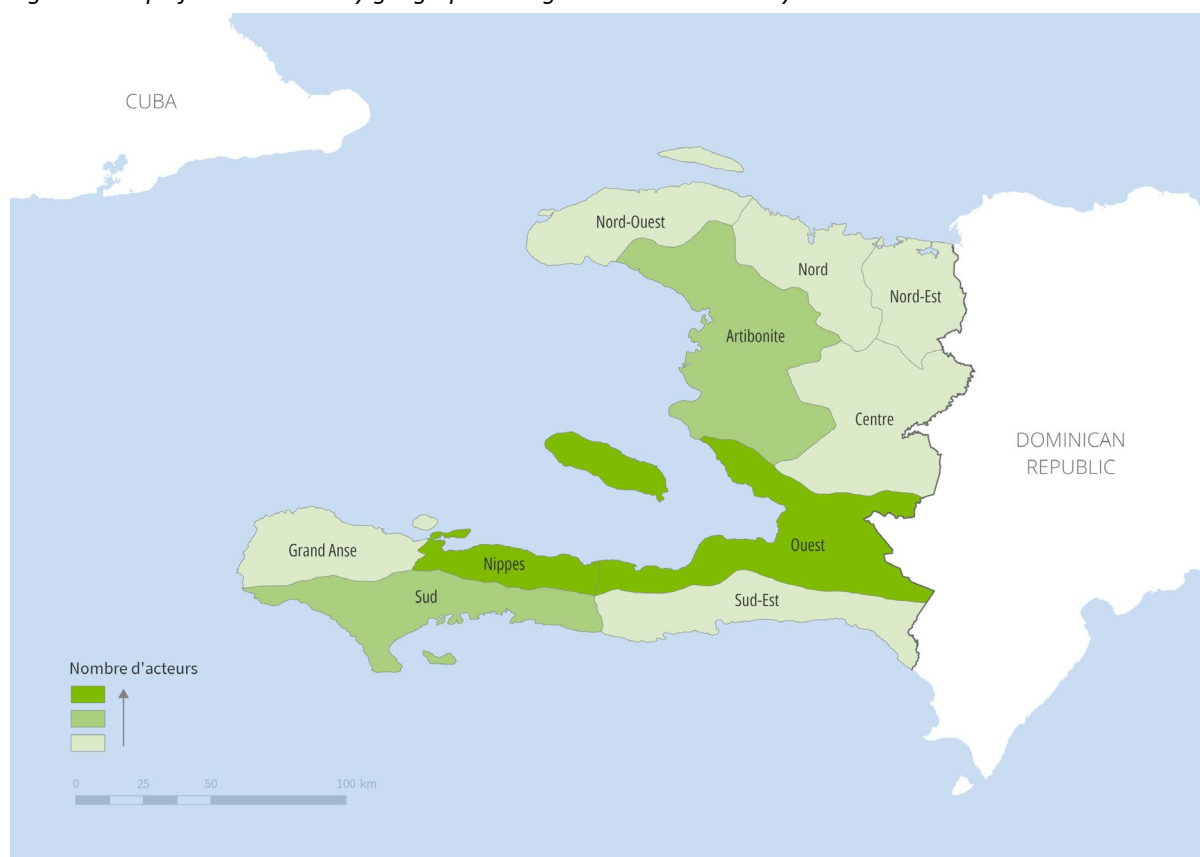 CUBA
Nord-Ouest
Nord
Nord-Est
Artibonite
Centre
DOMINICAN
REPUBLIC
Grand Anse
Nippes
Ouest
Sud
Sud-Est
Nombre d'acteurs
0 25 50 100 km